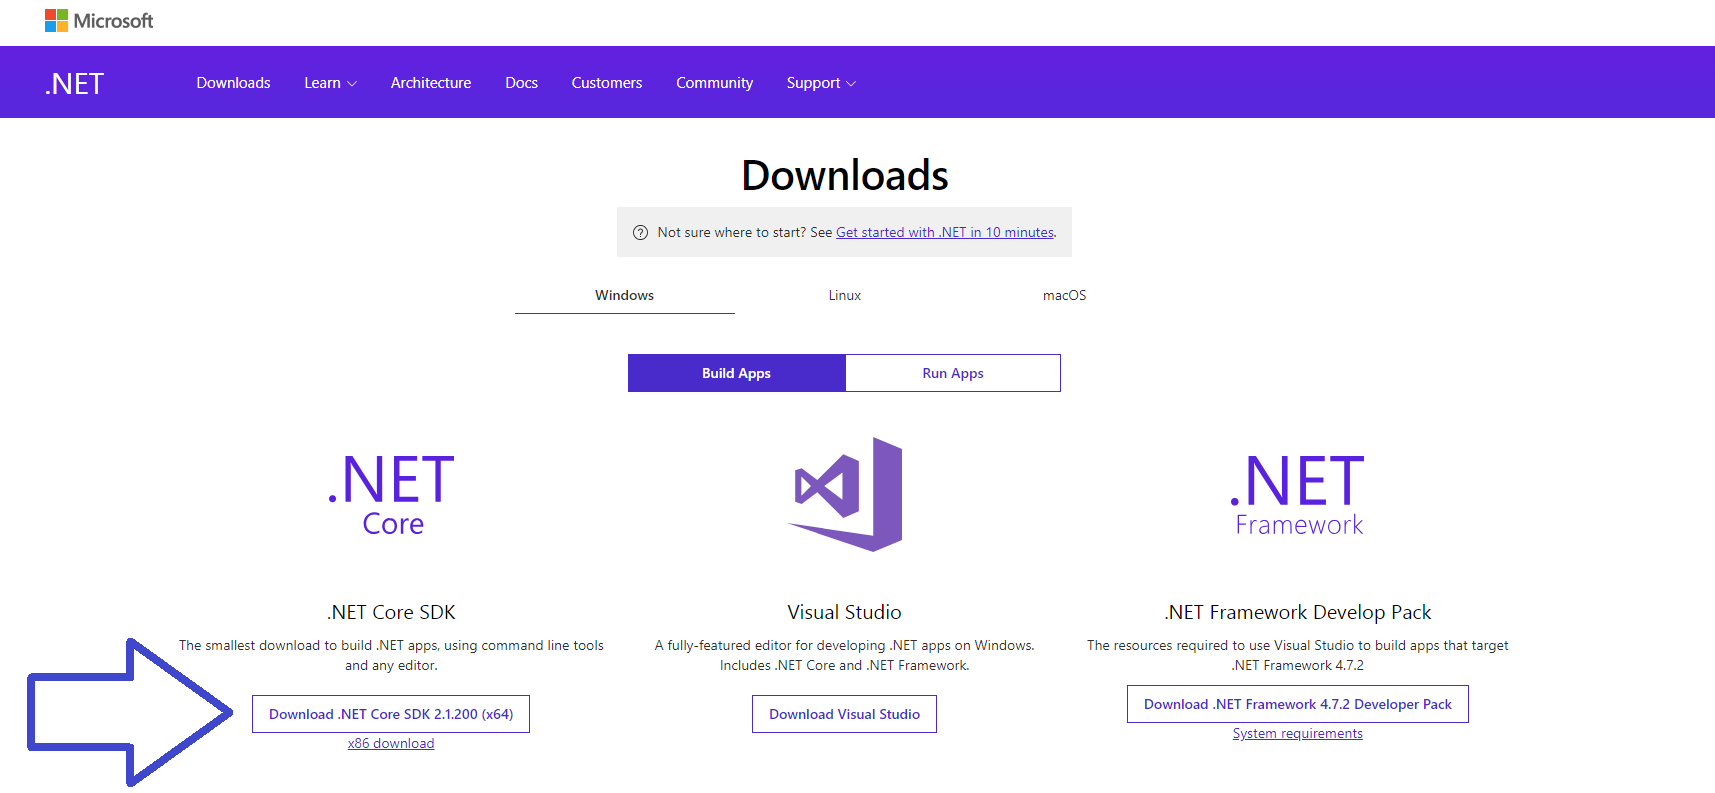 Microsoft
.NET Downloads Learn Architecture Docs Customers Community Support
Downloads
Not sure where to start? See Get started with .NET in 10 minutes.
Windows Linux macOS
Build Apps Run Apps
.NET
Core
.NET
Framework
.NET Core SDK
The smallest download to build .NET apps, using command line tools
and any editor.
Download .NET Core SDK 2.1.200 (x64)
x86 download
Visual Studio
A fully-featured editor for developing .NET apps on Windows.
Includes .NET Core and .NET Framework.
Download Visual Studio
.NET Framework Develop Pack
The resources required to use Visual Studio to build apps that target
.NET Framework 4.7.2
Download .NET Framework 4.7.2 Developer Pack
System requirements